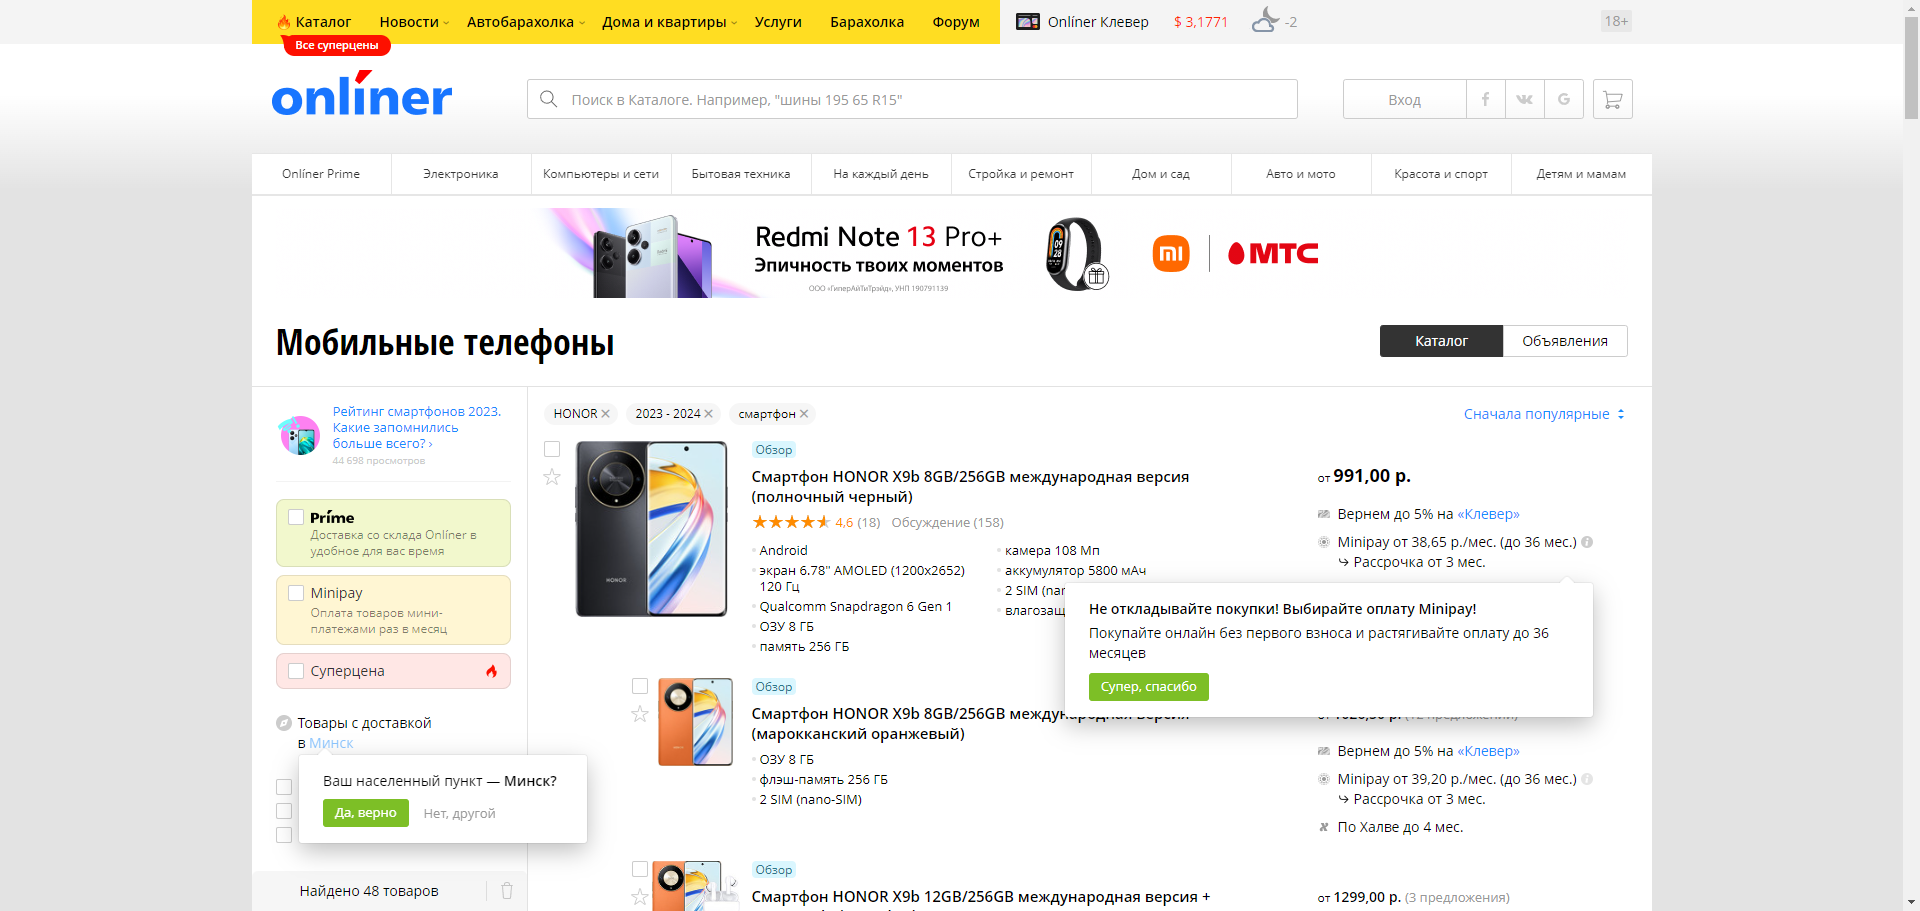 Каталог
Новости
Автобарахолка
Дома и квартиры
Услуги
Барахолка
Форум
Onlíner Клевер
$ 3,1771
-2
18+
Все суперцены
onlíner
Поиск в Каталоге. Например, "шины 195 65 R15"
Вход
Onlíner Prime
Электроника
Компьютеры и сети
Бытовая техника
На каждый день
Стройка и ремонт
Дом и сад
Авто и мото
Красота и спорт
Детям и мамам
Redmi Note 13 Pro+
Эпичность твоих моментов
ООО «ГиперАйТиТрэйд», УНП 190791139
МТС
Мобильные телефоны
Каталог
Объявления
Рейтинг смартфонов 2023.
Какие запомнились
больше всего? ›
44 698 просмотров
Príme
Доставка со склада Onlíner в
удобное для вас время
Minipay
Оплата товаров мини-
платежами раз в месяц
Суперцена
Товары с доставкой
в Минск
Ваш населенный пункт — Минск?
Да, верно
Нет, другой
Найдено 48 товаров
HONOR
2023 - 2024
смартфон
Сначала популярные
Обзор
Смартфон HONOR X9b 8GB/256GB международная версия
(полночный черный)
4,6 (18)
Обсуждение (158)
Android
экран 6.78" AMOLED (1200x2652)
120 Гц
Qualcomm Snapdragon 6 Gen 1
ОЗУ 8 ГБ
память 256 ГБ
камера 108 Мп
аккумулятор 5800 мАч
2 SIM (nan
влагозащ
от 991,00 р.
Вернем до 5% на «Клевер»
Minipay от 38,65 р./мес. (до 36 мес.)
Рассрочка от 3 мес.
Не откладывайте покупки! Выбирайте оплату Minipay!
Покупайте онлайн без первого взноса и растягивайте оплату до 36
месяцев
Супер, спасибо
Обзор
Смартфон HONOR X9b 8GB/256GB международная версия
(марокканский оранжевый)
ОЗУ 8 ГБ
флэш-память 256 ГБ
2 SIM (nano-SIM)
Вернем до 5% на «Клевер»
Minipay от 39,20 р./мес. (до 36 мес.)
Рассрочка от 3 мес.
По Халве до 4 мес.
Обзор
Смартфон HONOR X9b 12GB/256GB международная версия +
от 1299,00 р. (3 предложения)